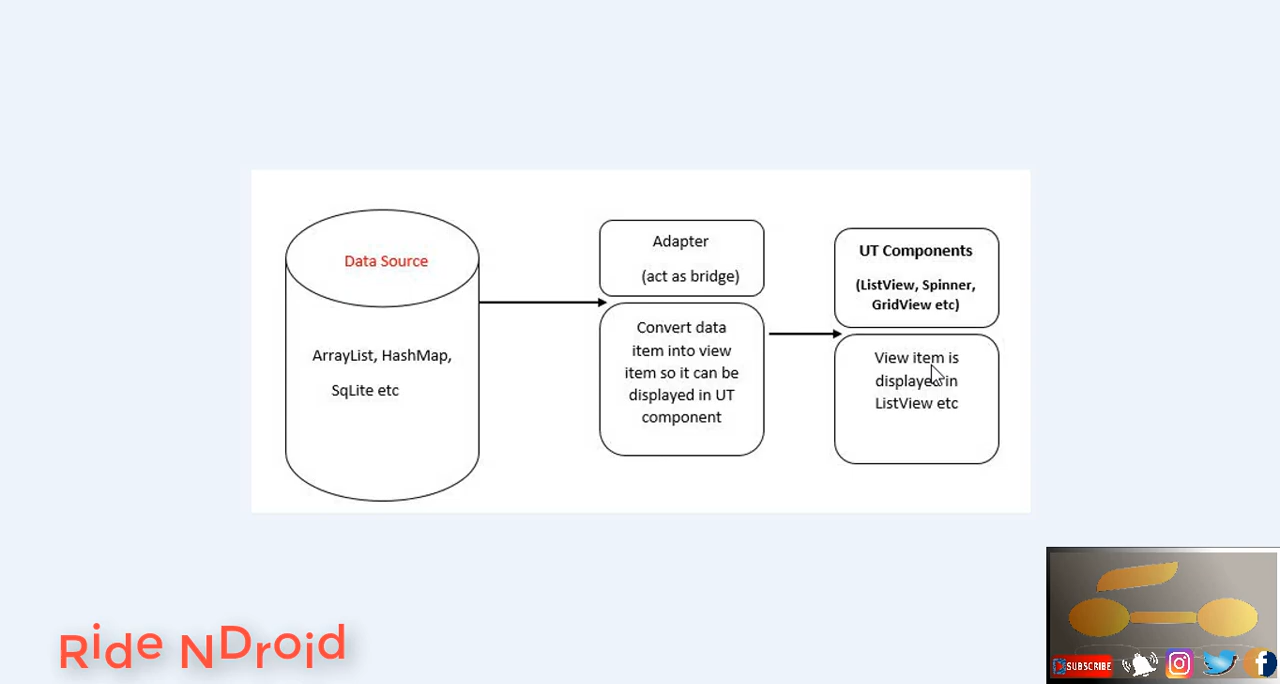 Data Source
ArrayList, HashMap,
SqLite etc
Adapter
(act as bridge)
Convert data
item into view
item so it can be
displayed in UT
component
UT Components
(ListView, Spinner,
GridView etc)
View item is
displayed in
ListView etc
Ride NDroid
SUBSCRIBE